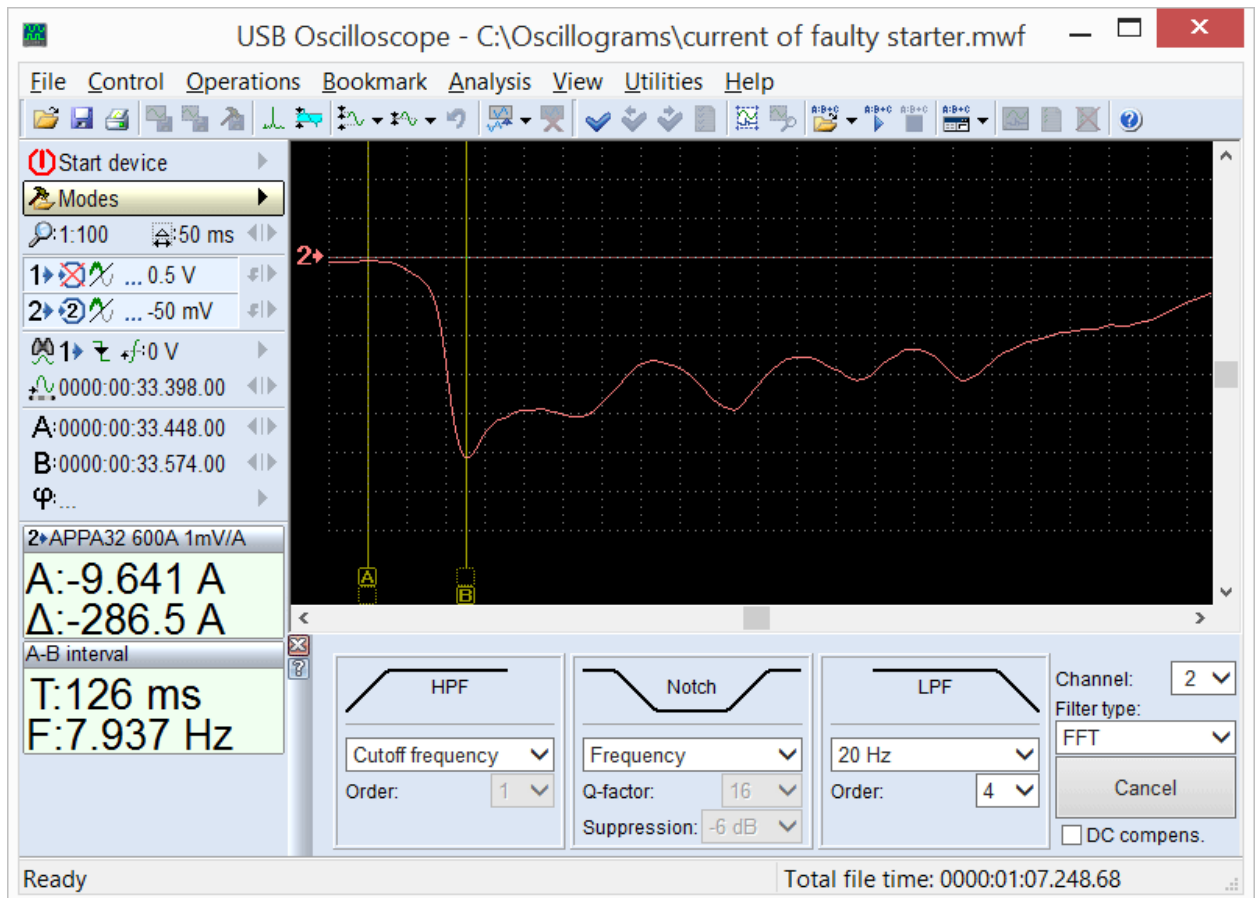 USB Oscilloscope - C:\Oscillograms\current of faulty starter.mwf
File Control Operations Bookmark Analysis View Utilities Help
A:B+C A:B+C A:B+C A:B+C
Start device
Modes
:1:100 :50 ms
1 ... 0.5 V
2 2 ... -50 mV
1 f:0 V
0000:00:33.398.00
A:0000:00:33.448.00
B:0000:00:33.574.00
φ:...
2 APPA32 600A 1mV/A
A:-9.641 A
Δ:-286.5 A
A-B interval
T:126 ms
F:7.937 Hz
2
A
B
HPF
Cutoff frequency
Order: 1
Notch
Frequency
Q-factor: 16
Suppression: -6 dB
LPF
20 Hz
Order: 4
Channel: 2
Filter type:
FFT
Cancel
DC compens.
Ready
Total file time: 0000:01:07.248.68